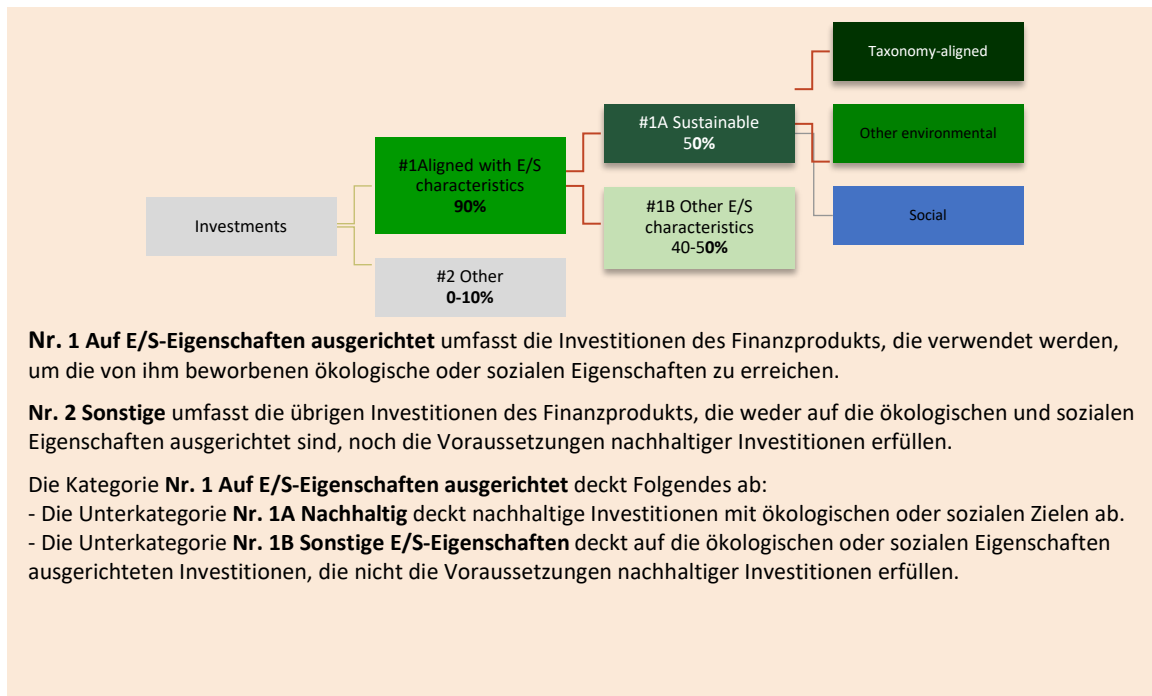 Taxonomy-aligned
#1A Sustainable
50%
Other environmental
#1Aligned with E/S
characteristics
90%
#1B Other E/S
characteristics
40-50%
Social
Investments
#2 Other
0-10%
Nr. 1 Auf E/S-Eigenschaften ausgerichtet umfasst die Investitionen des Finanzprodukts, die verwendet werden,
um die von ihm beworbenen ökologische oder sozialen Eigenschaften zu erreichen.
Nr. 2 Sonstige umfasst die übrigen Investitionen des Finanzprodukts, die weder auf die ökologischen und sozialen
Eigenschaften ausgerichtet sind, noch die Voraussetzungen nachhaltiger Investitionen erfüllen.
Die Kategorie Nr. 1 Auf E/S-Eigenschaften ausgerichtet deckt Folgendes ab:
- Die Unterkategorie Nr. 1A Nachhaltig deckt nachhaltige Investitionen mit ökologischen oder sozialen Zielen ab.
- Die Unterkategorie Nr. 1B Sonstige E/S-Eigenschaften deckt auf die ökologischen oder sozialen Eigenschaften
ausgerichteten Investitionen, die nicht die Voraussetzungen nachhaltiger Investitionen erfüllen.